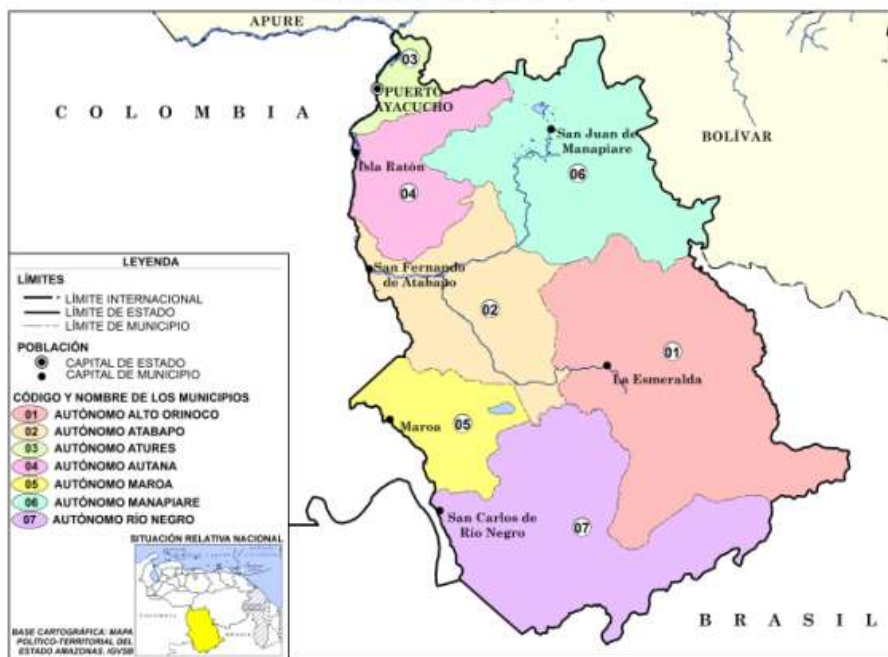 APURE
03
PUERTO
AYACUCHO
C O L O M B I A
San Juan de
Manapiare
BOLÍVAR
Isla Ratón
06
04
LEYENDA
LÍMITES
LÍMITE INTERNACIONAL
LÍMITE DE ESTADO
LÍMITE DE MUNICIPIO
San Fernando
de Atabapo
02
POBLACIÓN
CAPITAL DE ESTADO
CAPITAL DE MUNICIPIO
01
La Esmeralda
CÓDIGO Y NOMBRE DE LOS MUNICIPIOS
01 AUTÓNOMO ALTO ORINOCO
02 AUTÓNOMO ATABAPO
03 AUTÓNOMO ATURES
04 AUTÓNOMO AUTANA
05 AUTÓNOMO MAROA
06 AUTÓNOMO MANAPIARE
07 AUTÓNOMO RÍO NEGRO
Maroa
05
San Carlos de
Río Negro
07
SITUACIÓN RELATIVA NACIONAL
BASE CARTOGRÁFICA: MAPA
POLÍTICO-TERRITORIAL DEL
ESTADO AMAZONAS. IGVSB
B R A S I L